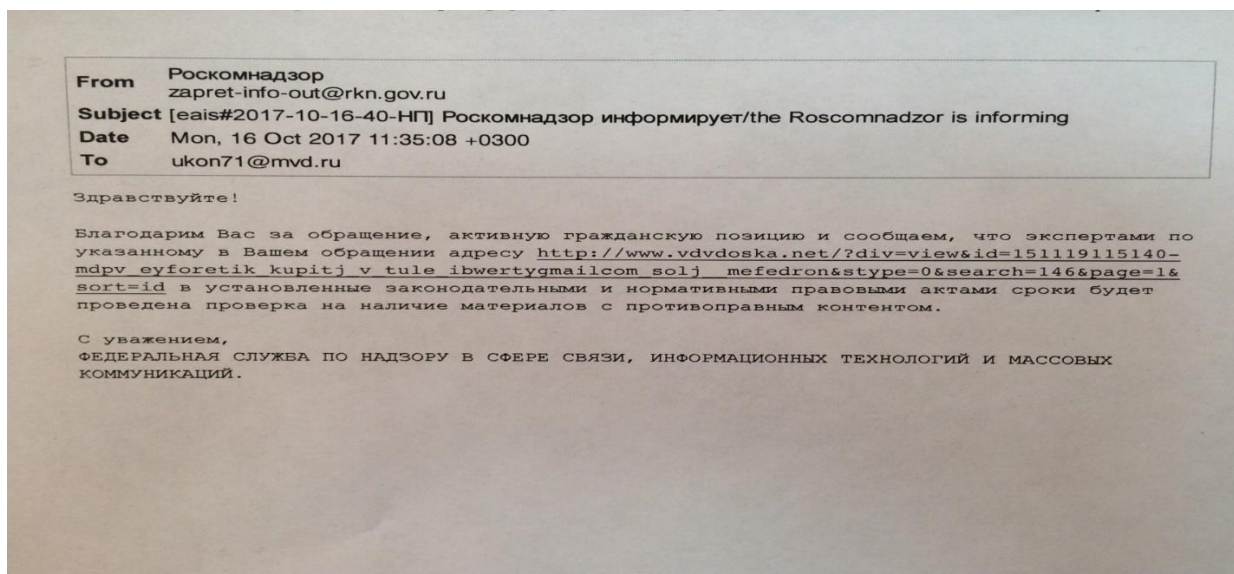 From Роскомнадзор
zapret-info-out@rkn.gov.ru
Subject [eais#2017-10-16-40-НП] Роскомнадзор информирует/the Roscomnadzor is informing
Date Mon, 16 Oct 2017 11:35:08 +0300
To ukon71@mvd.ru
Здравствуйте!
Благодарим Вас за обращение, активную гражданскую позицию и сообщаем, что экспертами по
указанному в Вашем обращении адресу http://www.vdvdoska.net/?div=view&id=151119115140-
mdpv_eyforetik_kupitj_v_tule_ibwertygmailcom_solj__mefedron&stype=0&search=146&page=1&
sort=id в установленные законодательными и нормативными правовыми актами сроки будет
проведена проверка на наличие материалов с противоправным контентом.
С уважением,
ФЕДЕРАЛЬНАЯ СЛУЖБА ПО НАДЗОРУ В СФЕРЕ СВЯЗИ, ИНФОРМАЦИОННЫХ ТЕХНОЛОГИЙ И МАССОВЫХ
КОММУНИКАЦИЙ.